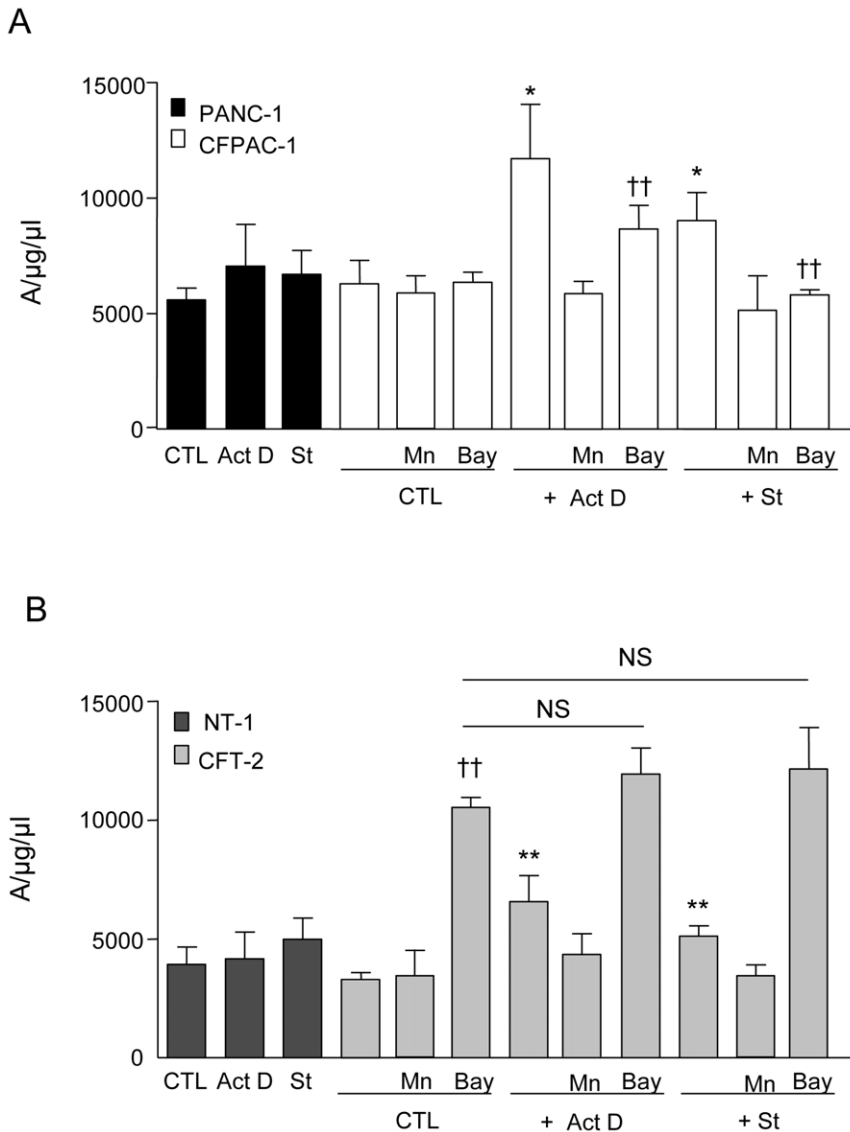 A
15000
10000
5000
0
A/µg/µl
PANC-1
CFPAC-1
*
††
*
††
CTL Act D St Mn Bay Mn Bay Mn Bay
CTL + Act D + St
B
NS
NS
15000
10000
5000
0
A/µg/µl
NT-1
CFT-2
††
**
**
CTL Act D St Mn Bay Mn Bay Mn Bay
CTL + Act D + St